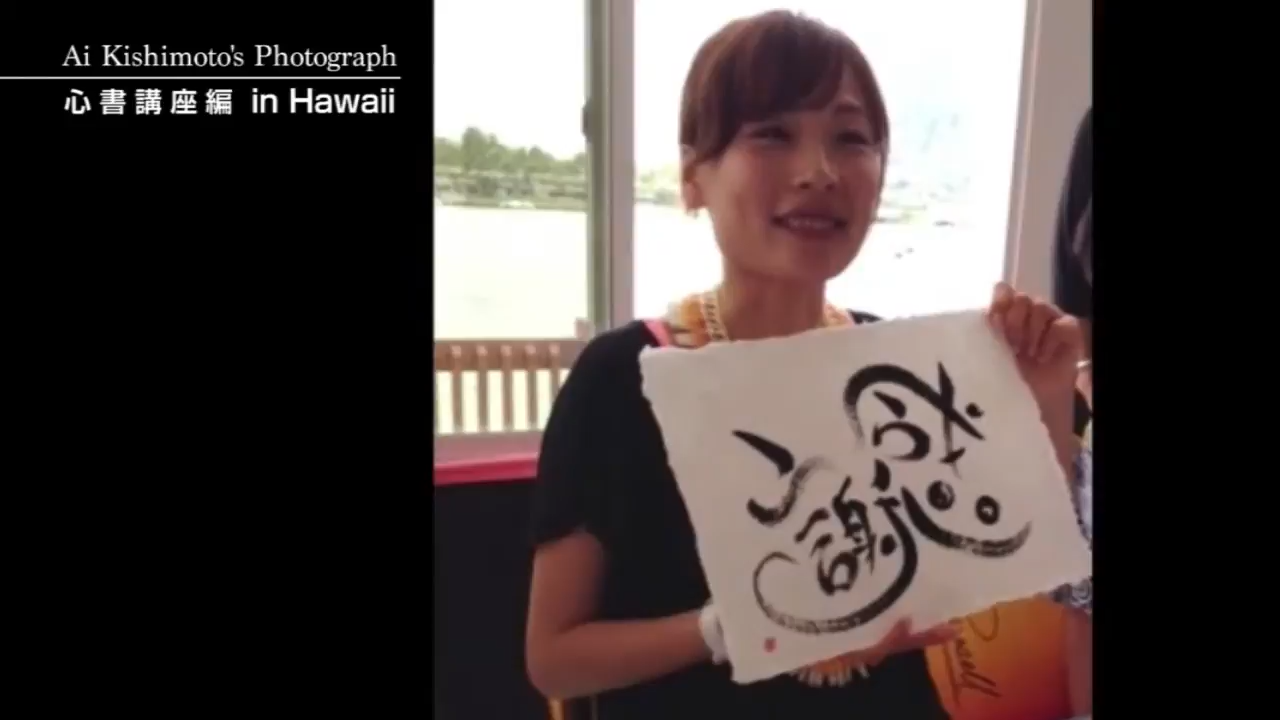 Ai Kishimoto's Photograph
心書講座編 in Hawaii
感謝